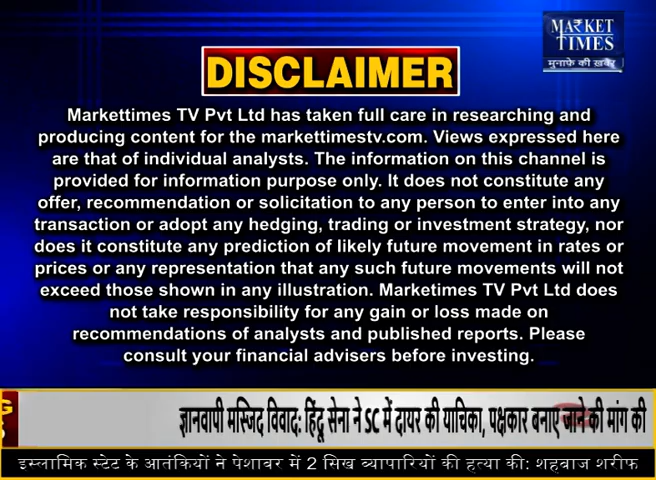 MARKET
TIMES
मुनाफे की ख़बर
DISCLAIMER
Markettimes TV Pvt Ltd has taken full care in researching and
producing content for the markettimestv.com. Views expressed here
are that of individual analysts. The information on this channel is
provided for information purpose only. It does not constitute any
offer, recommendation or solicitation to any person to enter into any
transaction or adopt any hedging, trading or investment strategy, nor
does it constitute any prediction of likely future movement in rates or
prices or any representation that any such future movements will not
exceed those shown in any illustration. Marketimes TV Pvt Ltd does
not take responsibility for any gain or loss made on
recommendations of analysts and published reports. Please
consult your financial advisers before investing.
ज्ञानवापी मस्जिद विवाद: हिंदू सेना ने SC में दायर की याचिका, पक्षकार बनाए जाने की मांग की
इस्लामिक स्टेट के आतंकियों ने पेशावर में 2 सिख व्यापारियों की हत्या की: शहबाज शरीफ